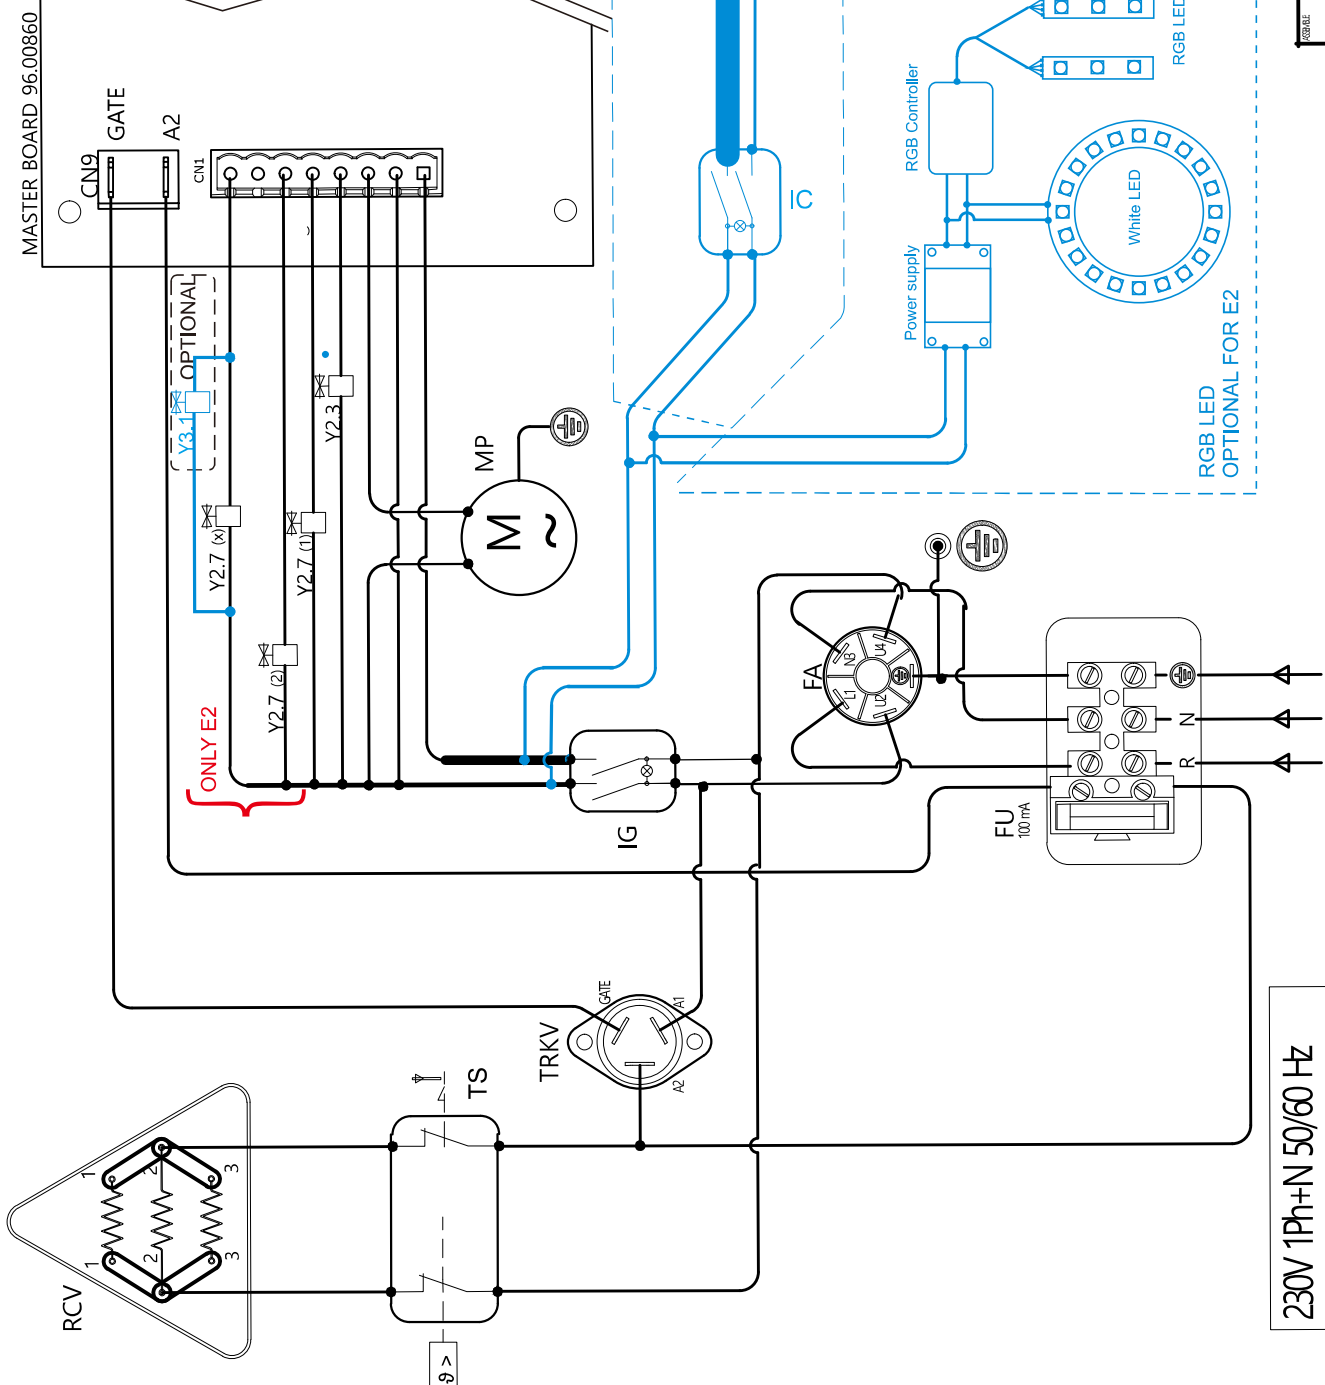 MASTER BOARD 96.00860
CN9
GATE
A2
CN1
OPTIONAL
Y3.1
Y2.7 (x)
Y2.7 (1)
Y2.3
Y2.7 (2)
ONLY E2
MP
M
~
IG
IC
RGB Controller
RGB LED
White LED
Power supply
RGB LED
OPTIONAL FOR E2
FA
N3
U4
L1
U2
FU
100 mA
N
R
TRKV
GATE
A1
A2
TS
RCV
1
2
3
1
2
3
ϑ >
230V 1Ph+N 50/60 Hz